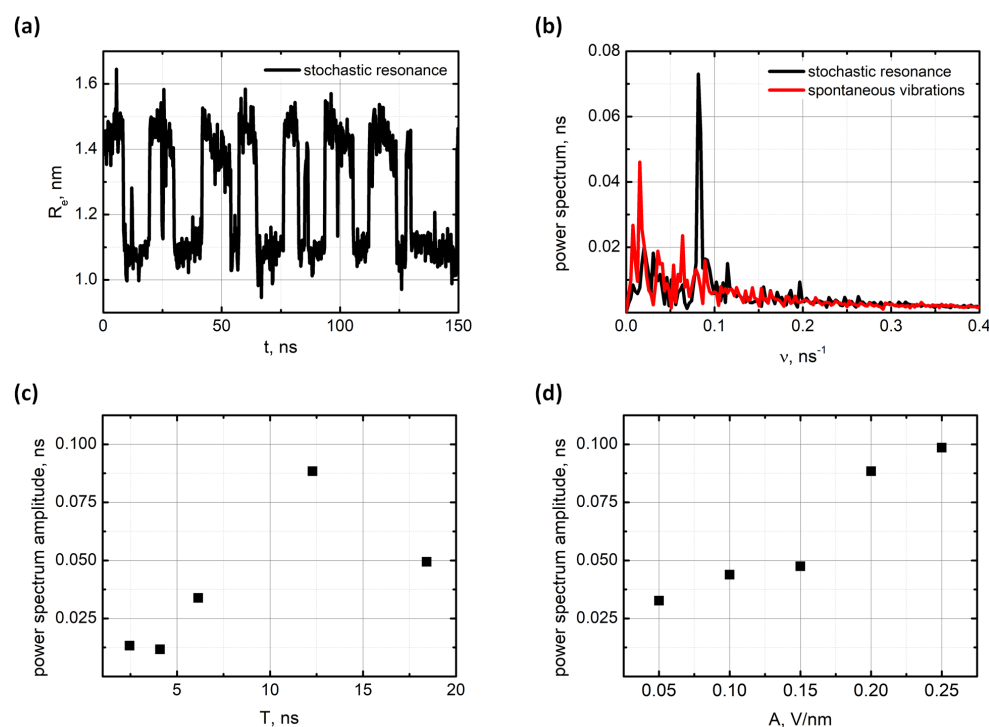 (a)
stochastic resonance
1.6
1.4
1.2
1.0
Re, nm
0
50
100
150
t, ns
(b)
stochastic resonance
spontaneous vibrations
0.08
0.06
0.04
0.02
power spectrum, ns
0.0
0.1
0.2
0.3
0.4
ν, ns⁻¹
(c)
0.100
0.075
0.050
0.025
power spectrum amplitude, ns
5
10
15
20
T, ns
(d)
0.100
0.075
0.050
0.025
power spectrum amplitude, ns
0.05
0.10
0.15
0.20
0.25
A, V/nm